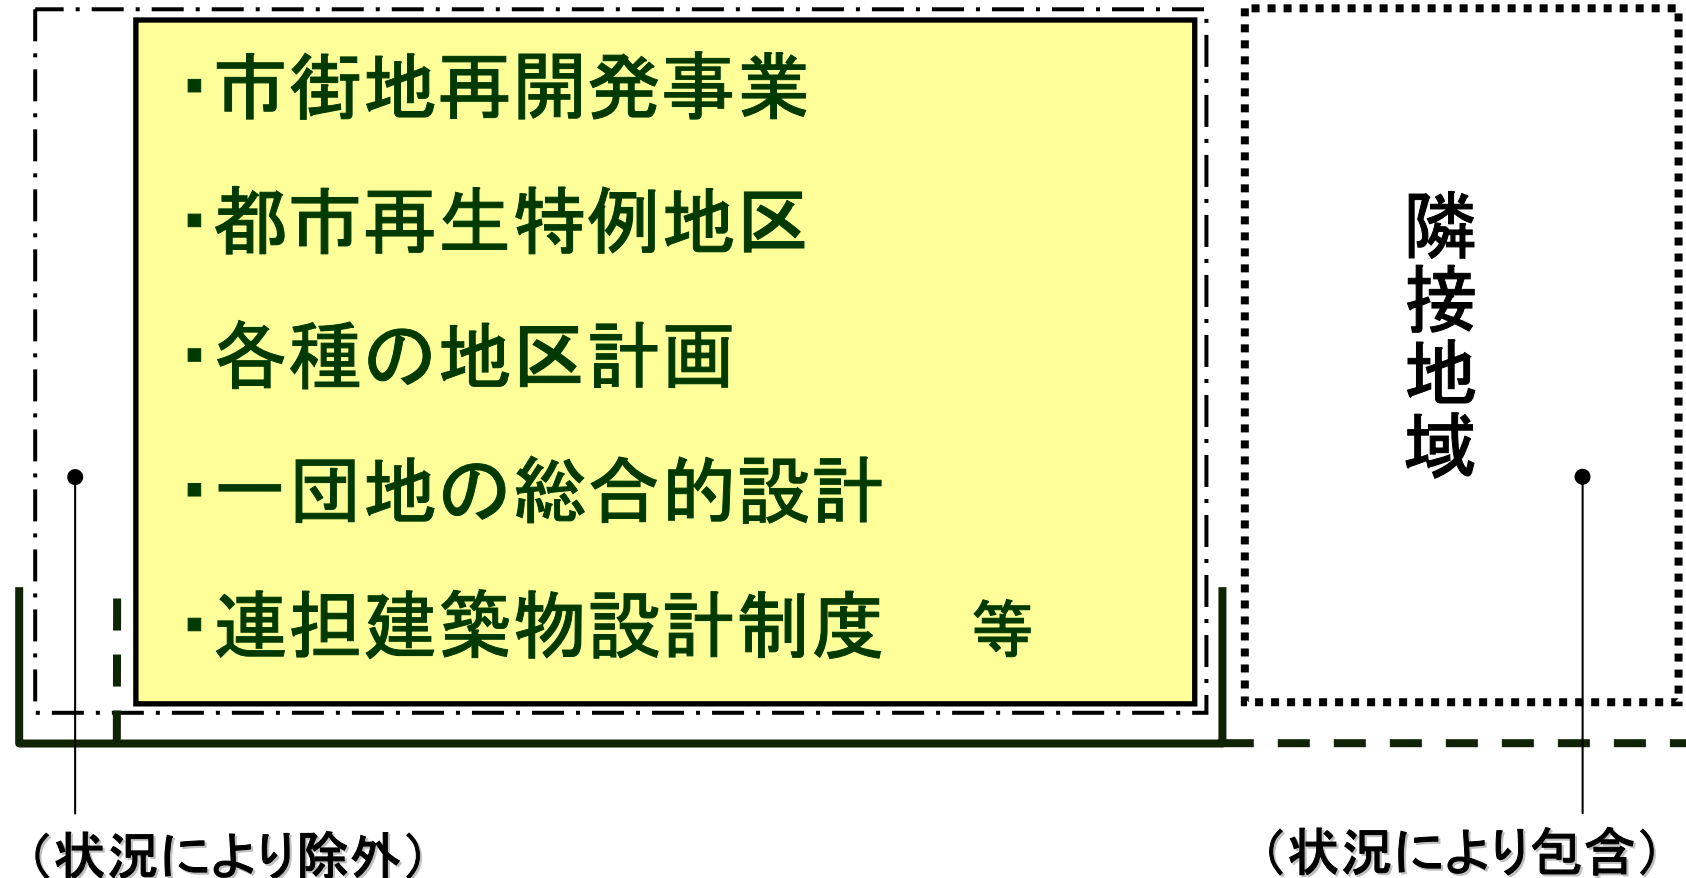 ・市街地再開発事業
・都市再生特例地区
・各種の地区計画
・一団地の総合的設計
・連担建築物設計制度　等
隣接地域
（状況により除外）
（状況により包含）